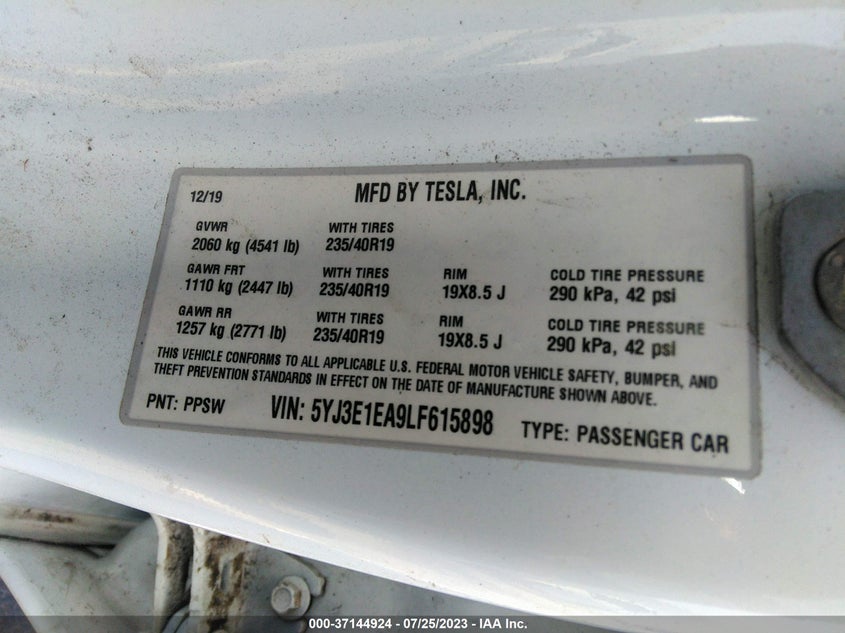 12/19 MFD BY TESLA, INC.
GVWR WITH TIRES
2060 kg (4541 lb) 235/40R19
GAWR FRT WITH TIRES RIM COLD TIRE PRESSURE
1110 kg (2447 lb) 235/40R19 19X8.5 J 290 kPa, 42 psi
GAWR RR WITH TIRES RIM COLD TIRE PRESSURE
1257 kg (2771 lb) 235/40R19 19X8.5 J 290 kPa, 42 psi
THIS VEHICLE CONFORMS TO ALL APPLICABLE U.S. FEDERAL MOTOR VEHICLE SAFETY, BUMPER, AND
THEFT PREVENTION STANDARDS IN EFFECT ON THE DATE OF MANUFACTURE SHOWN ABOVE.
PNT: PPSW VIN: 5YJ3E1EA9LF615898 TYPE: PASSENGER CAR
000-37144924 - 07/25/2023 - IAA Inc.